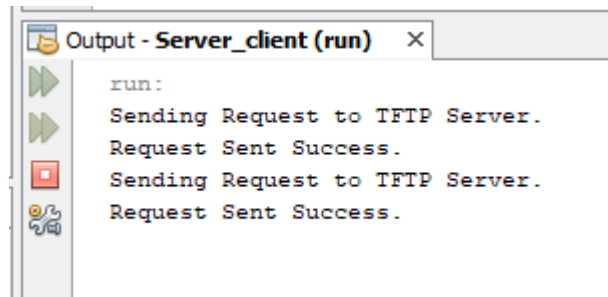 Output - Server_client (run)
run:
Sending Request to TFTP Server.
Request Sent Success.
Sending Request to TFTP Server.
Request Sent Success.